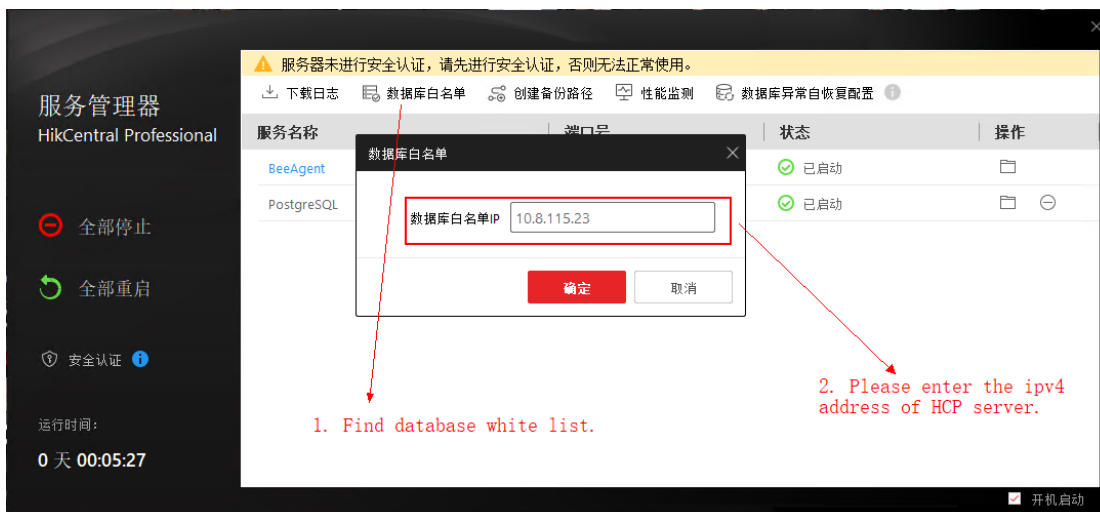 服务器未进行安全认证，请先进行安全认证，否则无法正常使用。
下载日志 数据库白名单 创建备份路径 性能监测 数据库异常自恢复配置
服务管理器
HikCentral Professional
服务名称 端口号 状态 操作
数据库白名单
BeeAgent 已启动
PostgreSQL 已启动
数据库白名单IP 10.8.115.23
确定 取消
全部停止
全部重启
安全认证
运行时间：
0 天 00:05:27
1. Find database white list.
2. Please enter the ipv4
address of HCP server.
开机启动